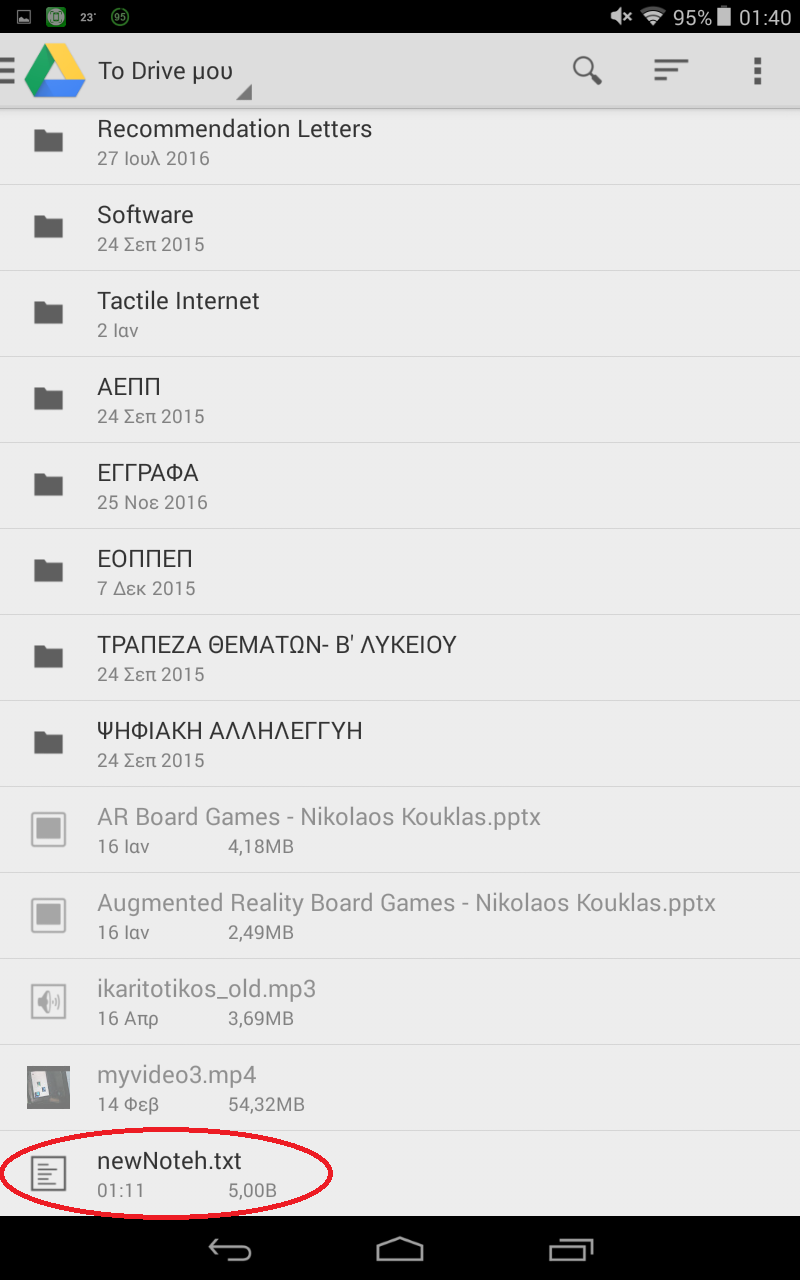 23°
95
95%
01:40
Το Drive μου
Recommendation Letters
27 Ιουλ 2016
Software
24 Σεπ 2015
Tactile Internet
2 Ιαν
ΑΕΠΠ
24 Σεπ 2015
ΕΓΓΡΑΦΑ
25 Νοε 2016
ΕΟΠΠΕΠ
7 Δεκ 2015
ΤΡΑΠΕΖΑ ΘΕΜΑΤΩΝ- Β' ΛΥΚΕΙΟΥ
24 Σεπ 2015
ΨΗΦΙΑΚΗ ΑΛΛΗΛΕΓΓΥΗ
24 Σεπ 2015
AR Board Games - Nikolaos Kouklas.pptx
16 Ιαν 4,18MB
Augmented Reality Board Games - Nikolaos Kouklas.pptx
16 Ιαν 2,49MB
ikaritotikos_old.mp3
16 Απρ 3,69MB
myvideo3.mp4
14 Φεβ 54,32MB
newNoteh.txt
01:11 5,00B